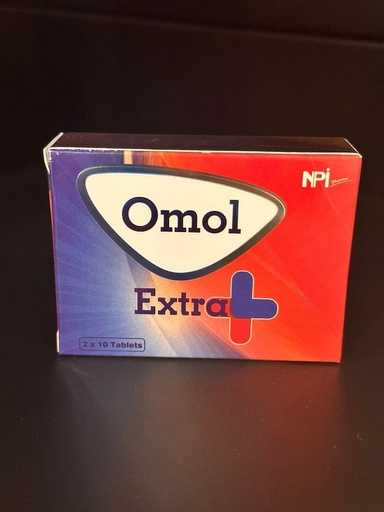 NPi
Omol
Extra
2 x 10 Tablets